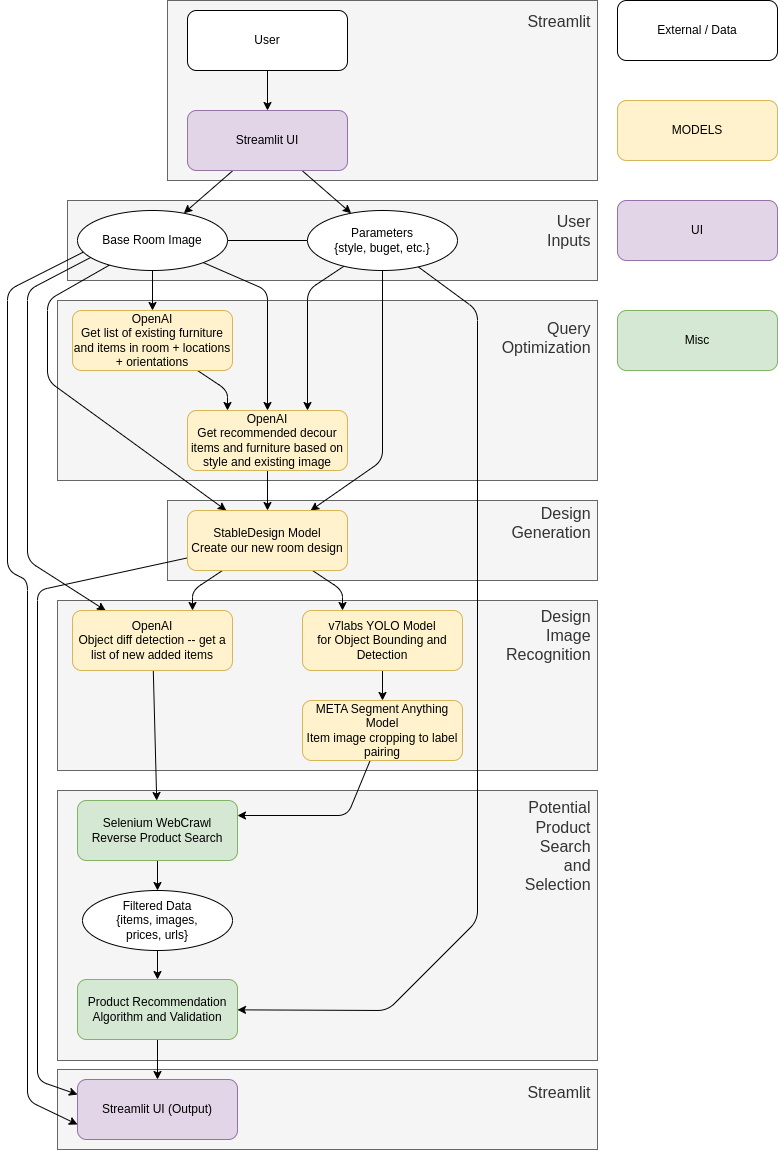 Streamlit
User
External / Data
Streamlit UI
MODELS
User
Inputs
Base Room Image
Parameters
{style, buget, etc.}
UI
Query
Optimization
OpenAI
Get list of existing furniture
and items in room + locations
+ orientations
Misc
OpenAI
Get recommended decour
items and furniture based on
style and existing image
Design
Generation
StableDesign Model
Create our new room design
Design
Image
Recognition
OpenAI
Object diff detection -- get a
list of new added items
v7labs YOLO Model
for Object Bounding and
Detection
META Segment Anything
Model
Item image cropping to label
pairing
Potential
Product
Search
and
Selection
Selenium WebCrawl
Reverse Product Search
Filtered Data
{items, images,
prices, urls}
Product Recommendation
Algorithm and Validation
Streamlit
Streamlit UI (Output)